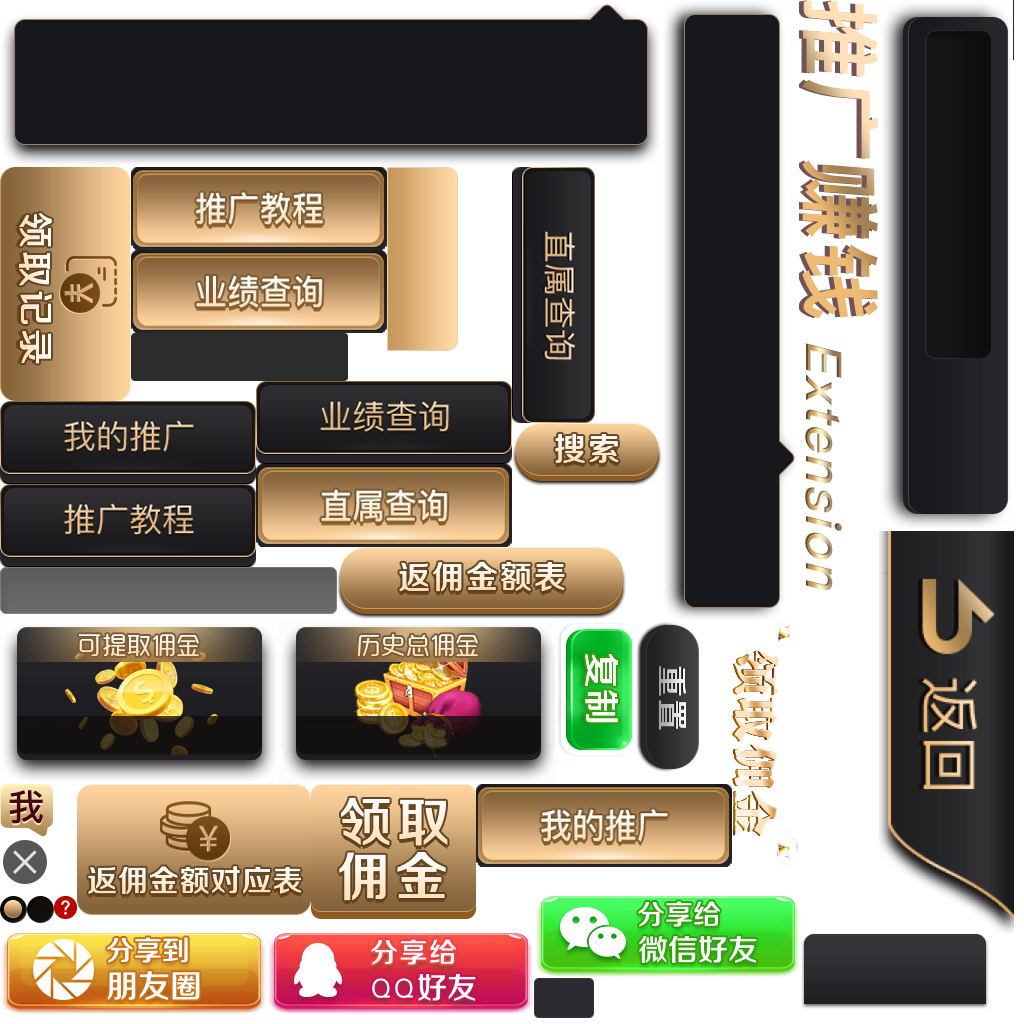 推广赚钱
Extension
领取记录
推广教程
业绩查询
直属查询
我的推广
业绩查询
搜索
推广教程
直属查询
返佣金额表
可提取佣金
历史总佣金
复制
重置
领取佣金
返回
我
¥
返佣金额对应表
领取
佣金
我的推广
?
分享到
朋友圈
分享给
QQ好友
分享给
微信好友